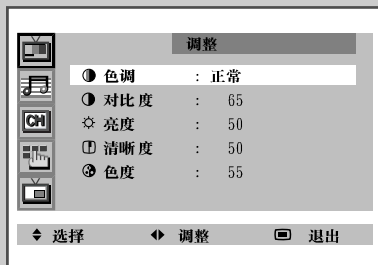 调整
色调 : 正常
对比度 : 65
亮度 : 50
清晰度 : 50
色度 : 55
CH
选择 调整 退出